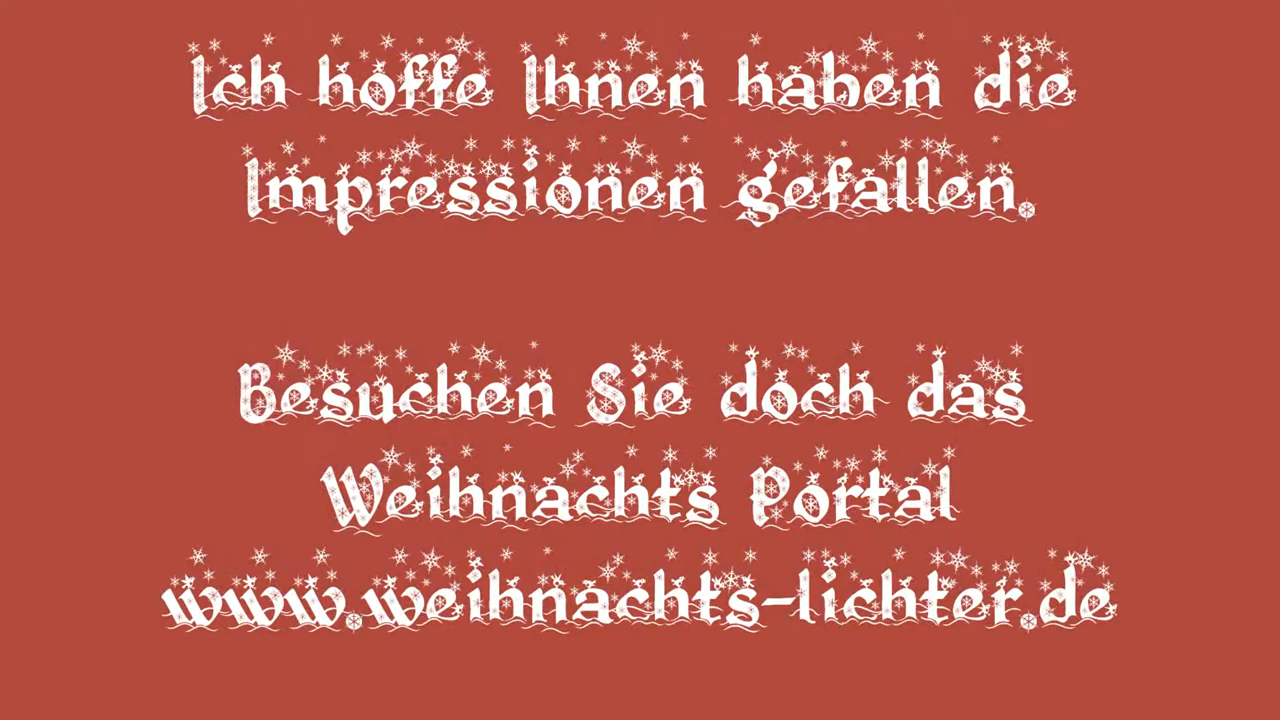 Ich hoffe Ihnen haben die
Impressionen gefallen.
Besuchen Sie doch das
Weihnachts Portal
www.weihnachts-lichter.de